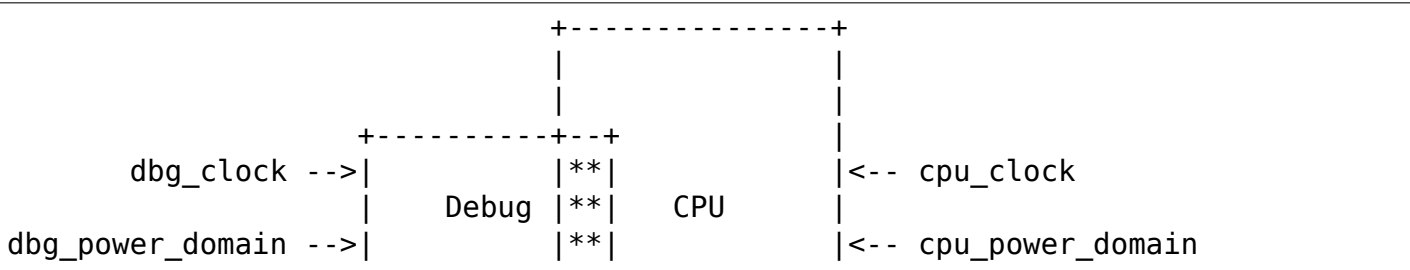 +---------------+
|               |
|               |
+----------+--+             |
dbg_clock -->|           |**|             |<-- cpu_clock
|    Debug |**|   CPU       |
dbg_power_domain -->|           |**|             |<-- cpu_power_domain